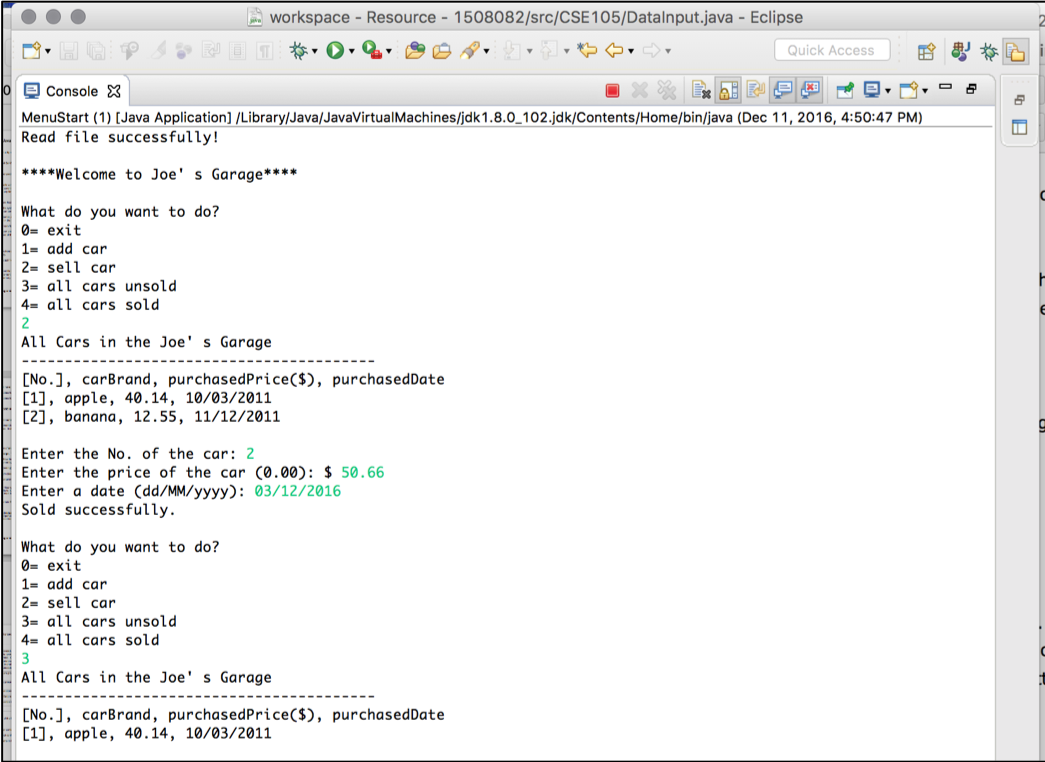 workspace - Resource - 1508082/src/CSE105/DataInput.java - Eclipse
Quick Access
Console
MenuStart (1) [Java Application] /Library/Java/JavaVirtualMachines/jdk1.8.0_102.jdk/Contents/Home/bin/java (Dec 11, 2016, 4:50:47 PM)
Read file successfully!
****Welcome to Joe' s Garage****
What do you want to do?
0= exit
1= add car
2= sell car
3= all cars unsold
4= all cars sold
2
All Cars in the Joe' s Garage
-----------------------------------------
[No.], carBrand, purchasedPrice($), purchasedDate
[1], apple, 40.14, 10/03/2011
[2], banana, 12.55, 11/12/2011
Enter the No. of the car: 2
Enter the price of the car (0.00): $ 50.66
Enter a date (dd/MM/yyyy): 03/12/2016
Sold successfully.
What do you want to do?
0= exit
1= add car
2= sell car
3= all cars unsold
4= all cars sold
3
All Cars in the Joe' s Garage
-----------------------------------------
[No.], carBrand, purchasedPrice($), purchasedDate
[1], apple, 40.14, 10/03/2011